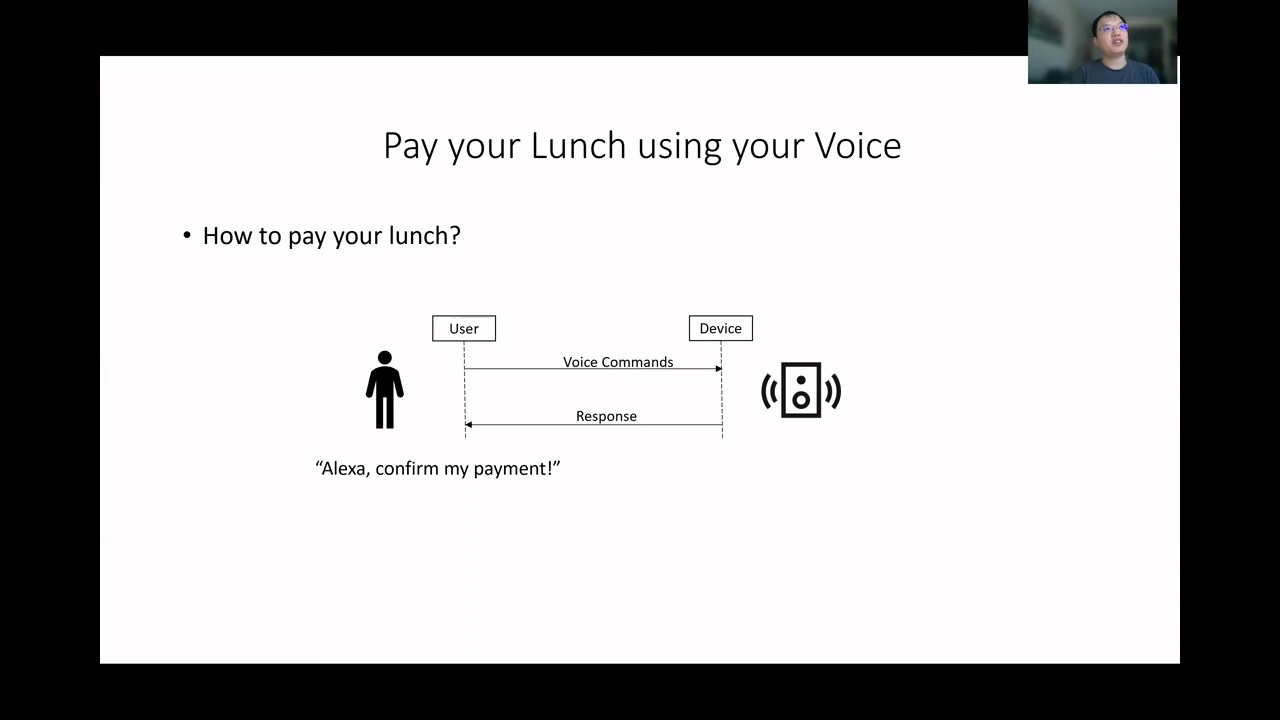 Pay your Lunch using your Voice
• How to pay your lunch?
User
Device
Voice Commands
Response
“Alexa, confirm my payment!”